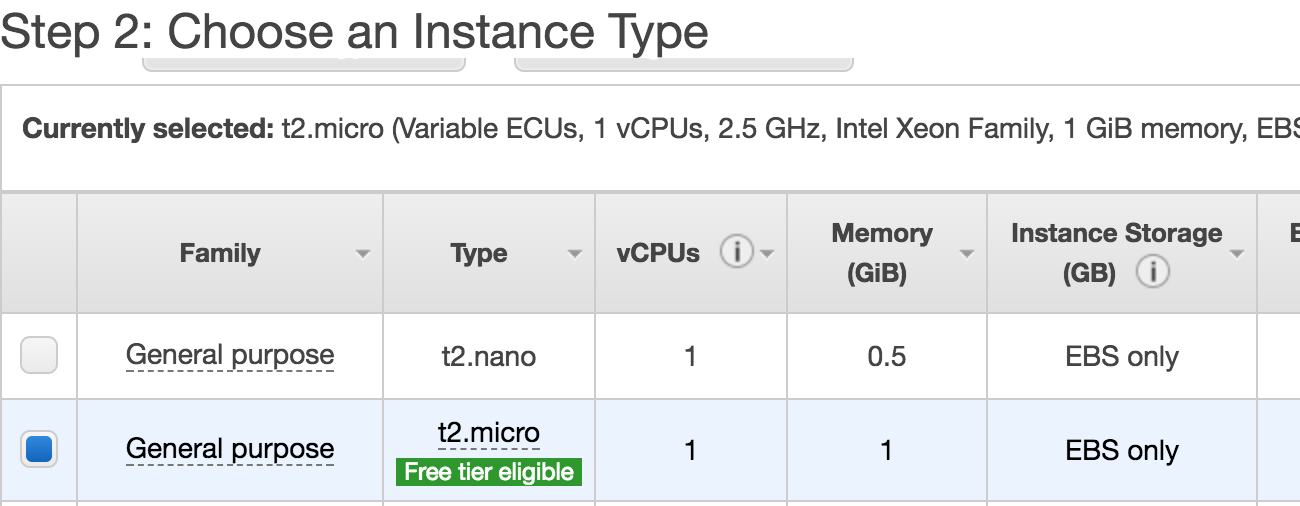 Step 2: Choose an Instance Type
Currently selected: t2.micro (Variable ECUs, 1 vCPUs, 2.5 GHz, Intel Xeon Family, 1 GiB memory, EBS
Family Type vCPUs i Memory (GiB) Instance Storage (GB) i
General purpose t2.nano 1 0.5 EBS only
General purpose t2.micro 1 1 EBS only
Free tier eligible